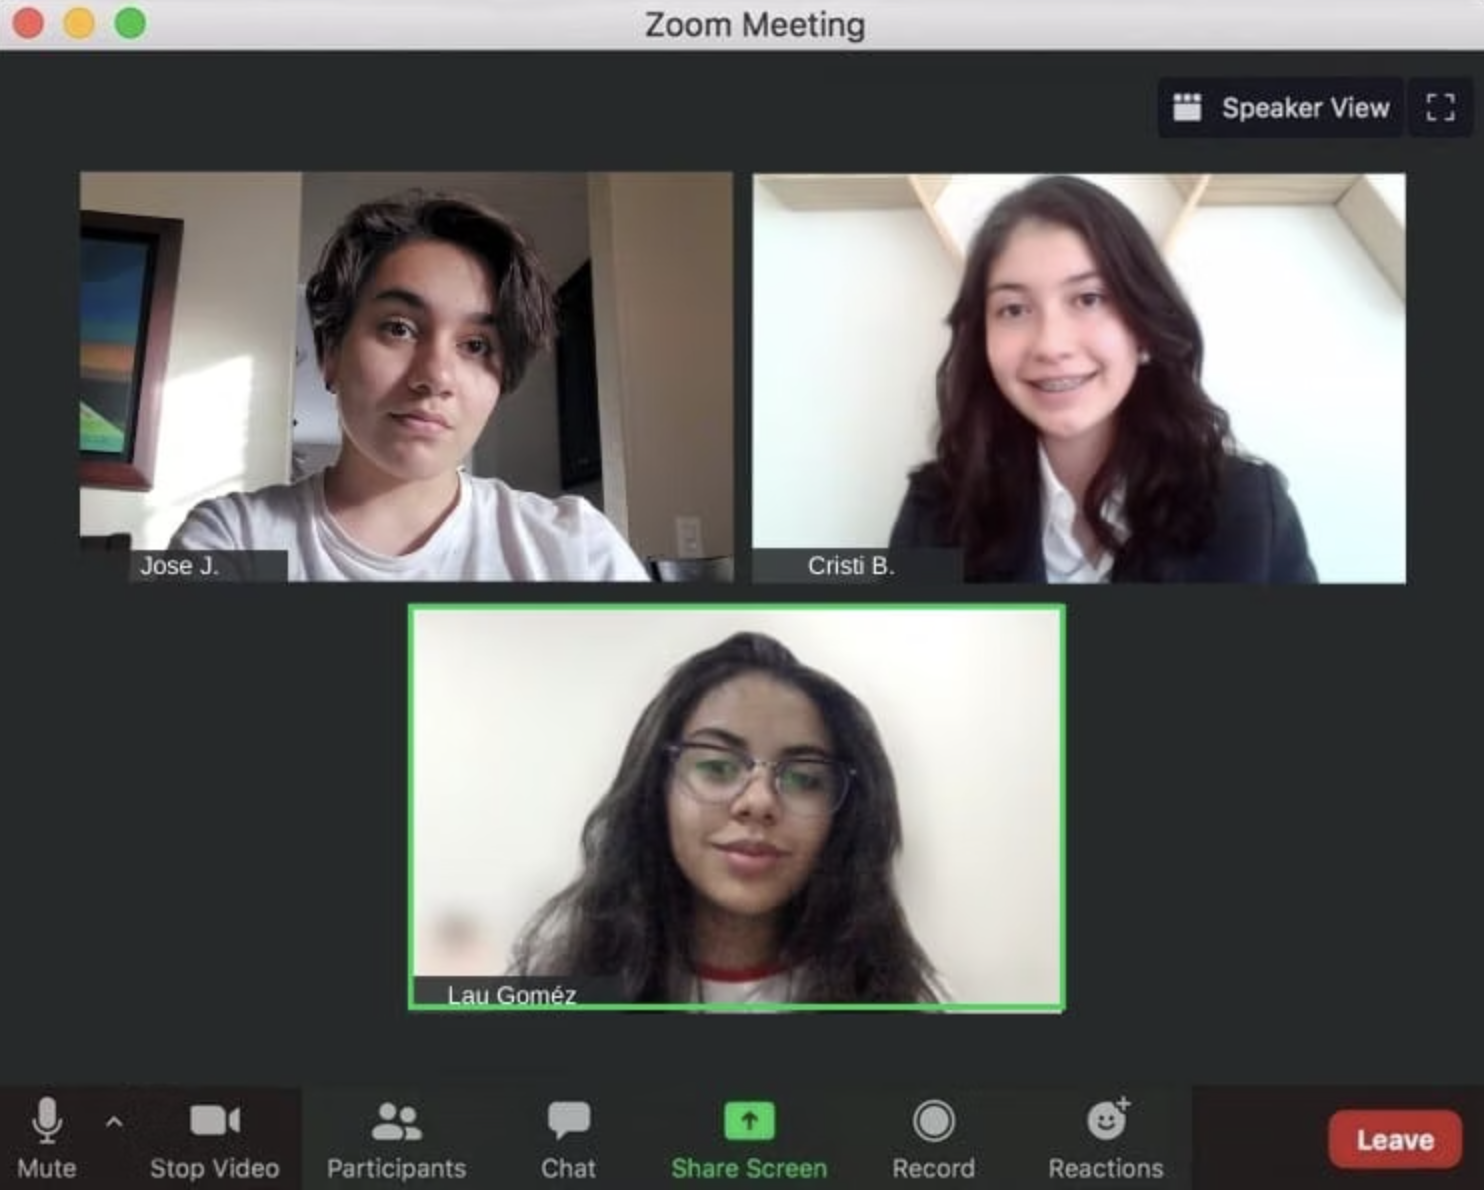 Zoom Meeting
Speaker View
Jose J.
Cristi B.
Lau Goméz
Mute
Stop Video
Participants
Chat
Share Screen
Record
Reactions
Leave